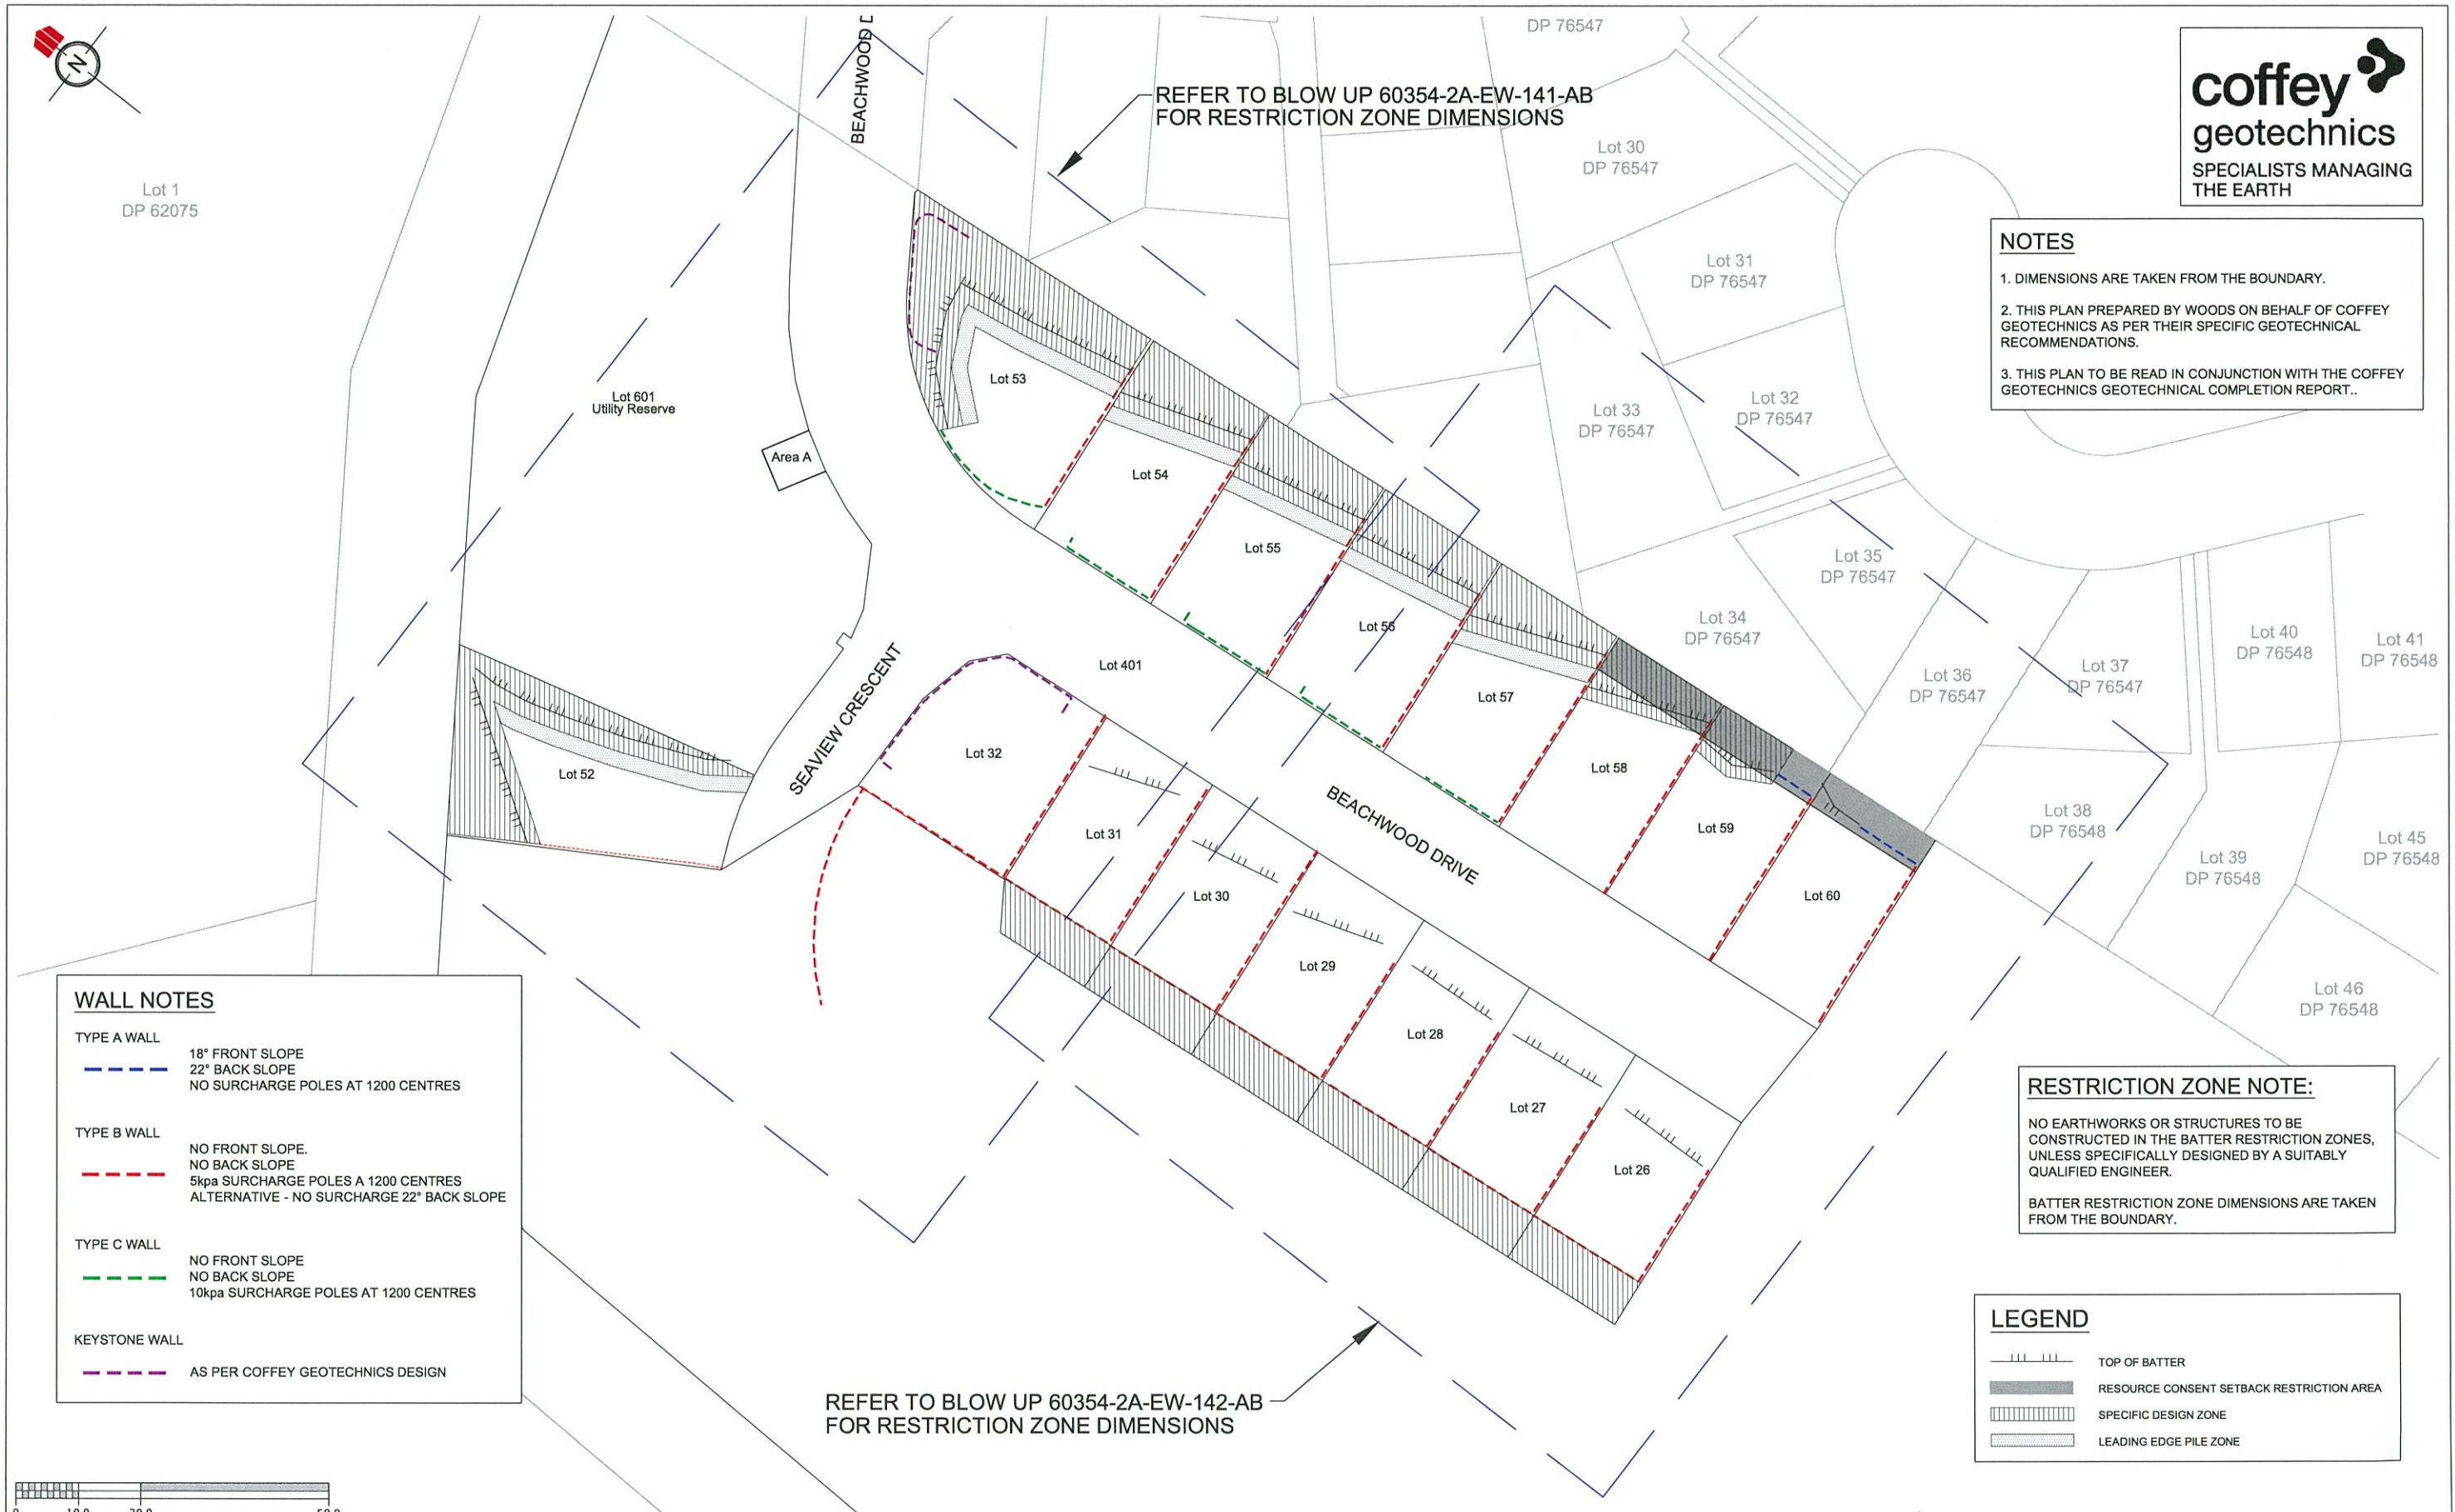 N
BEACHWOOD D
DP 76547
REFER TO BLOW UP 60354-2A-EW-141-AB
FOR RESTRICTION ZONE DIMENSIONS
coffey
geotechnics
SPECIALISTS MANAGING
THE EARTH
Lot 1
DP 62075
Lot 30
DP 76547
Lot 31
DP 76547
NOTES
1. DIMENSIONS ARE TAKEN FROM THE BOUNDARY.
2. THIS PLAN PREPARED BY WOODS ON BEHALF OF COFFEY
GEOTECHNICS AS PER THEIR SPECIFIC GEOTECHNICAL
RECOMMENDATIONS.
3. THIS PLAN TO BE READ IN CONJUNCTION WITH THE COFFEY
GEOTECHNICS GEOTECHNICAL COMPLETION REPORT..
Lot 53
Lot 601
Utility Reserve
Lot 33
DP 76547
Lot 32
DP 76547
Area A
Lot 54
Lot 55
Lot 35
DP 76547
Lot 56
Lot 34
DP 76547
Lot 401
Lot 36
DP 76547
Lot 37
DP 76547
Lot 40
DP 76548
Lot 41
DP 76548
SEAVIEW CRESCENT
Lot 57
Lot 52
Lot 32
Lot 58
Lot 31
BEACHWOOD DRIVE
Lot 59
Lot 38
DP 76548
Lot 39
DP 76548
Lot 45
DP 76548
Lot 30
Lot 60
Lot 29
Lot 46
DP 76548
Lot 28
Lot 27
Lot 26
WALL NOTES
TYPE A WALL
18° FRONT SLOPE
22° BACK SLOPE
NO SURCHARGE POLES AT 1200 CENTRES
TYPE B WALL
NO FRONT SLOPE.
NO BACK SLOPE
5kpa SURCHARGE POLES A 1200 CENTRES
ALTERNATIVE - NO SURCHARGE 22° BACK SLOPE
TYPE C WALL
NO FRONT SLOPE
NO BACK SLOPE
10kpa SURCHARGE POLES AT 1200 CENTRES
KEYSTONE WALL
AS PER COFFEY GEOTECHNICS DESIGN
RESTRICTION ZONE NOTE:
NO EARTHWORKS OR STRUCTURES TO BE
CONSTRUCTED IN THE BATTER RESTRICTION ZONES,
UNLESS SPECIFICALLY DESIGNED BY A SUITABLY
QUALIFIED ENGINEER.
BATTER RESTRICTION ZONE DIMENSIONS ARE TAKEN
FROM THE BOUNDARY.
REFER TO BLOW UP 60354-2A-EW-142-AB
FOR RESTRICTION ZONE DIMENSIONS
LEGEND
TOP OF BATTER
RESOURCE CONSENT SETBACK RESTRICTION AREA
SPECIFIC DESIGN ZONE
LEADING EDGE PILE ZONE